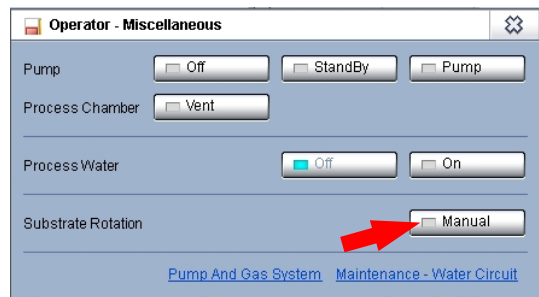 Operator - Miscellaneous
Pump Off StandBy Pump
Process Chamber Vent
Process Water Off On
Substrate Rotation Manual
Pump And Gas System Maintenance - Water Circuit